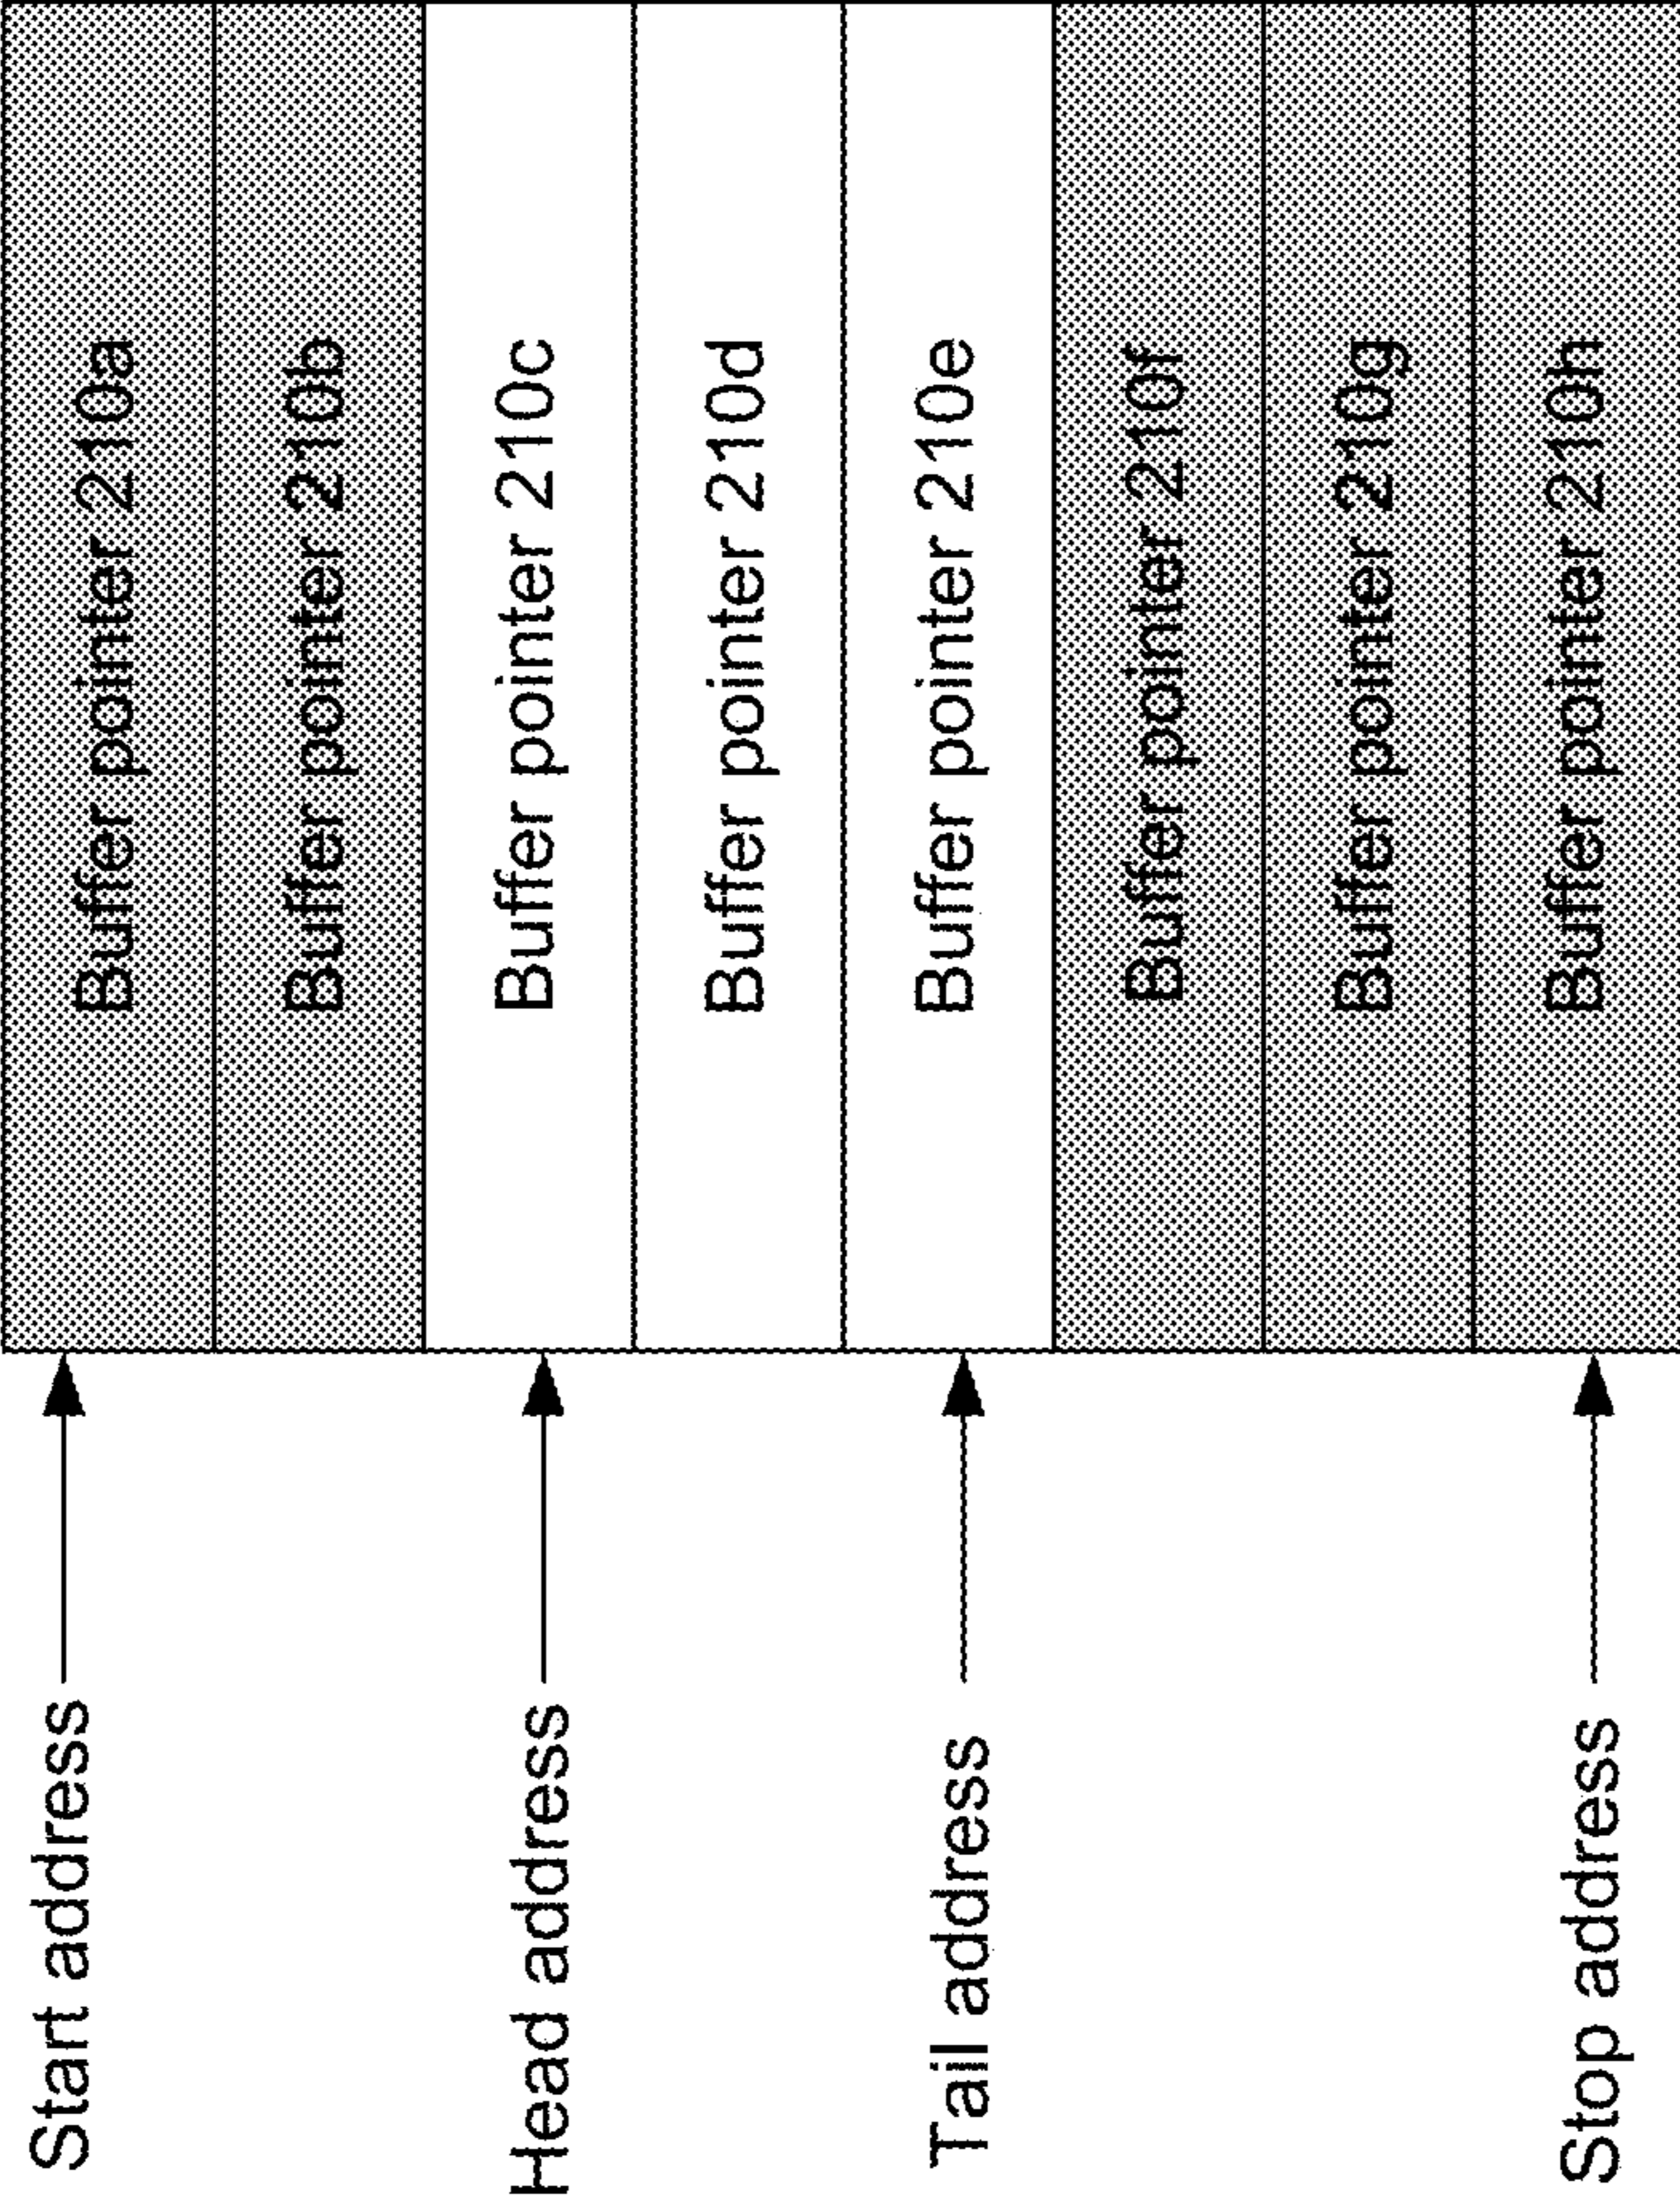 Start address
Buffer pointer 210a
Buffer pointer 210b
Head address
Buffer pointer 210c
Buffer pointer 210d
Tail address
Buffer pointer 210e
Buffer pointer 210f
Buffer pointer 210g
Stop address
Buffer pointer 210h